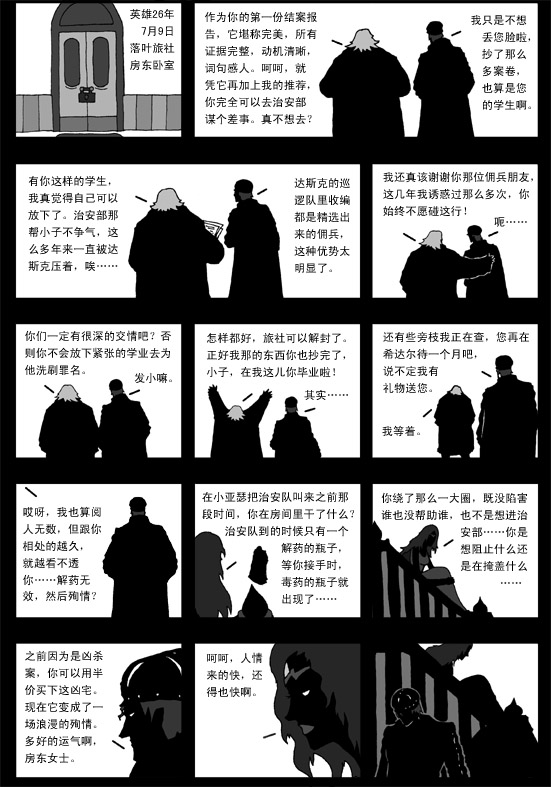 英雄26年
7月9日
落叶旅社
房东卧室
作为你的第一份结案报
告，它堪称完美，所有
证据完整，动机清晰，
词句感人。呵呵，就
凭它再加上我的推荐，
你完全可以去治安部
谋个差事。真不想去？
我只是不想
丢您脸啦，
抄了那么
多案卷，
也算是您
的学生啊。
有你这样的学生，
我真觉得自己可以
放下了。治安部那
帮小子不争气，这
么多年来一直被达
斯克压着，唉……
达斯克的巡
逻队里收编
都是精选出
来的佣兵，
这种优势太
明显了。
我还真该谢谢你那位佣兵朋友，
这几年我诱惑过那么多次，你
始终不愿碰这行！
呃……
你们一定有很深的交情吧？否
则你不会放下紧张的学业去为
他洗刷罪名。
发小嘛。
怎样都好，旅社可以解封了。
正好我那的东西你也抄完了，
小子，在我这儿你毕业啦！
其实……
还有些旁枝我正在查，您再在
希达尔待一个月吧，
说不定我有
礼物送您。
我等着。
哎呀，我也算阅
人无数，但跟你
相处的越久，
就越看不透
你……解药无
效，然后殉情？
在小亚瑟把治安队叫来之前那
段时间，你在房间里干了什么？
治安队到的时候只有一个
解药的瓶子，
等你接手时，
毒药的瓶子就
出现了……
你绕了那么一大圈，既没陷害
谁也没帮助谁，也不是想进治
安部……你是
想阻止什么还
是在掩盖什么
……
之前因为是凶杀
案，你可以用半
价买下这凶宅。
现在它变成了一
场浪漫的殉情。
多好的运气啊，
房东女士。
呵呵，人情
来的快，还
得也快啊。